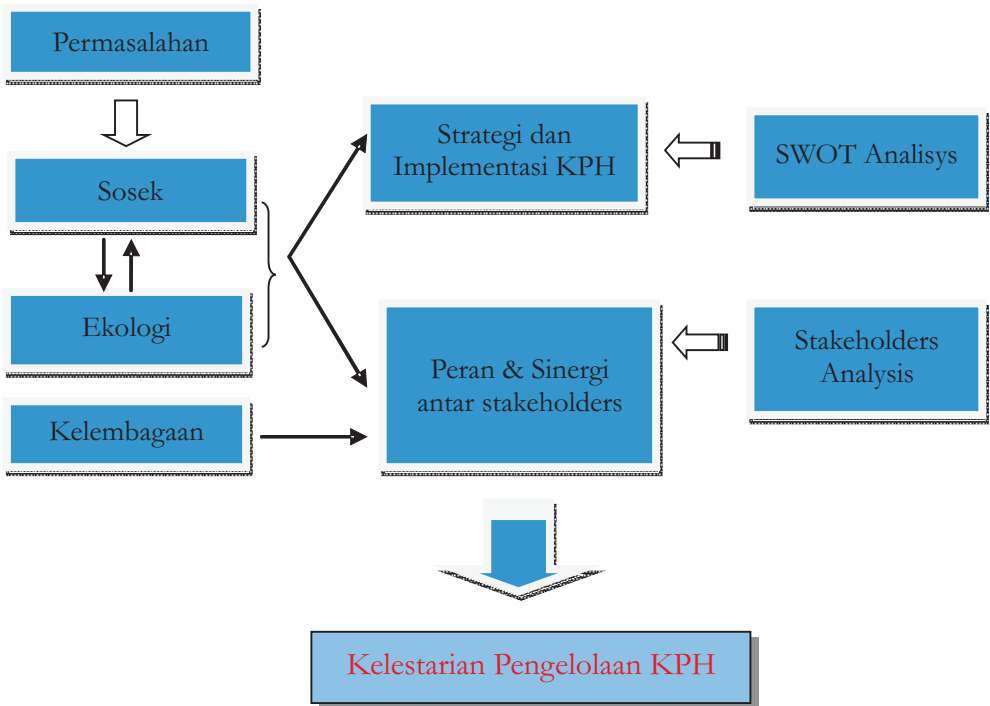 Permasalahan
Sosek
Ekologi
Kelembagaan
Strategi dan
Implementasi KPH
Peran & Sinergi
antar stakeholders
SWOT Analisys
Stakeholders
Analysis
Kelestarian Pengelolaan KPH